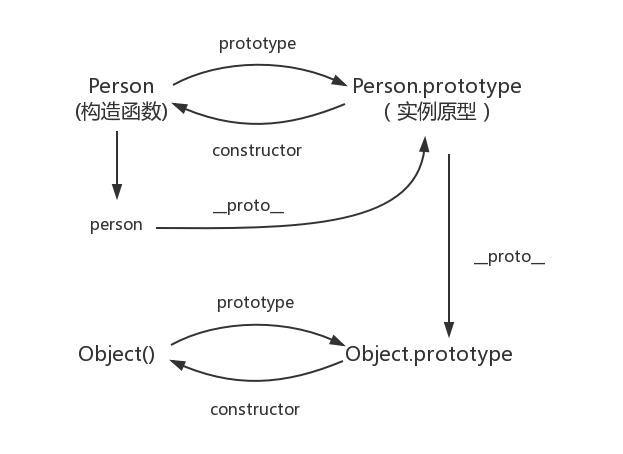 prototype
Person
(构造函数)
Person.prototype
( 实例原型 )
constructor
person
__proto__
__proto__
prototype
Object()
Object.prototype
constructor